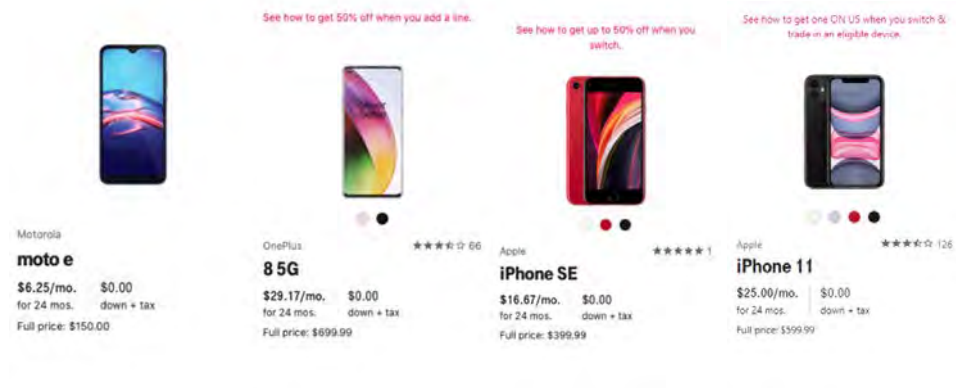 Motorola
moto e
$6.25/mo. $0.00
for 24 mos. down + tax
Full price: $150.00
See how to get 50% off when you add a line.
OnePlus 66
8 5G
$29.17/mo. $0.00
for 24 mos. down + tax
Full price: $699.99
See how to get up to 50% off when you
switch.
Apple 1
iPhone SE
$16.67/mo. $0.00
for 24 mos. down + tax
Full price: $399.99
See how to get one ON US when you switch &
trade in an eligible device.
Apple 126
iPhone 11
$25.00/mo. $0.00
for 24 mos. down + tax
Full price: $599.99